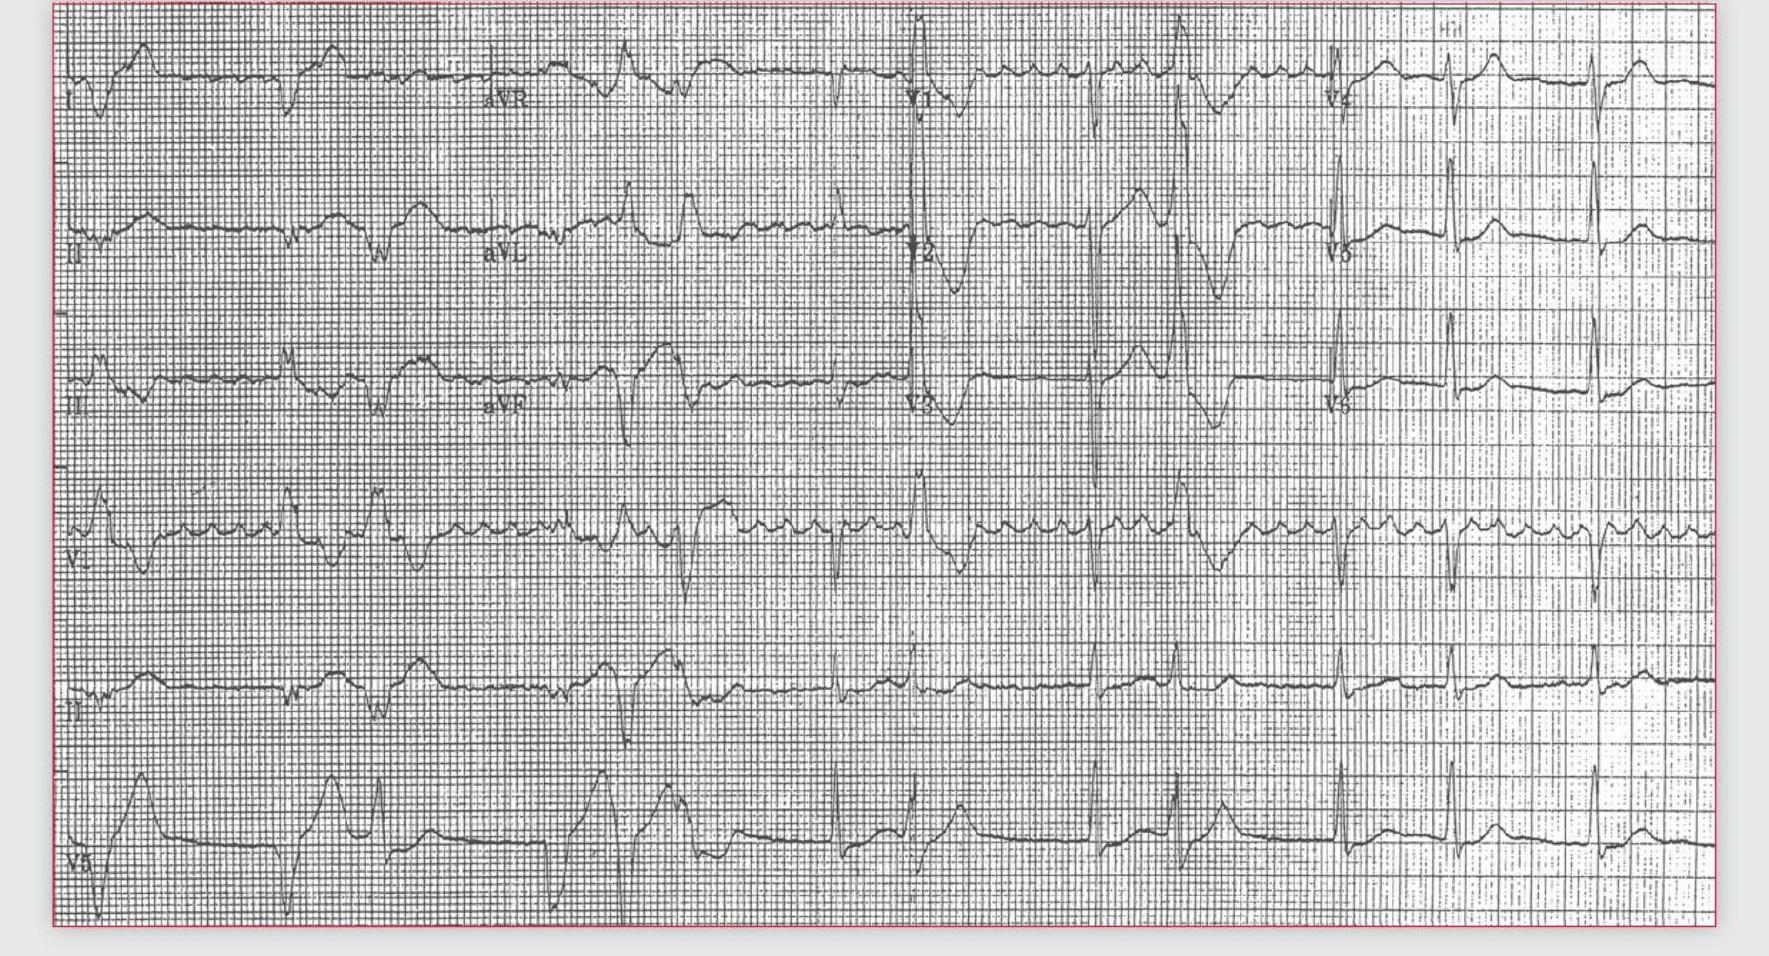 I aVR V1 V4
II aVL V2 V5
III aVF V3 V6
V1
II
V5